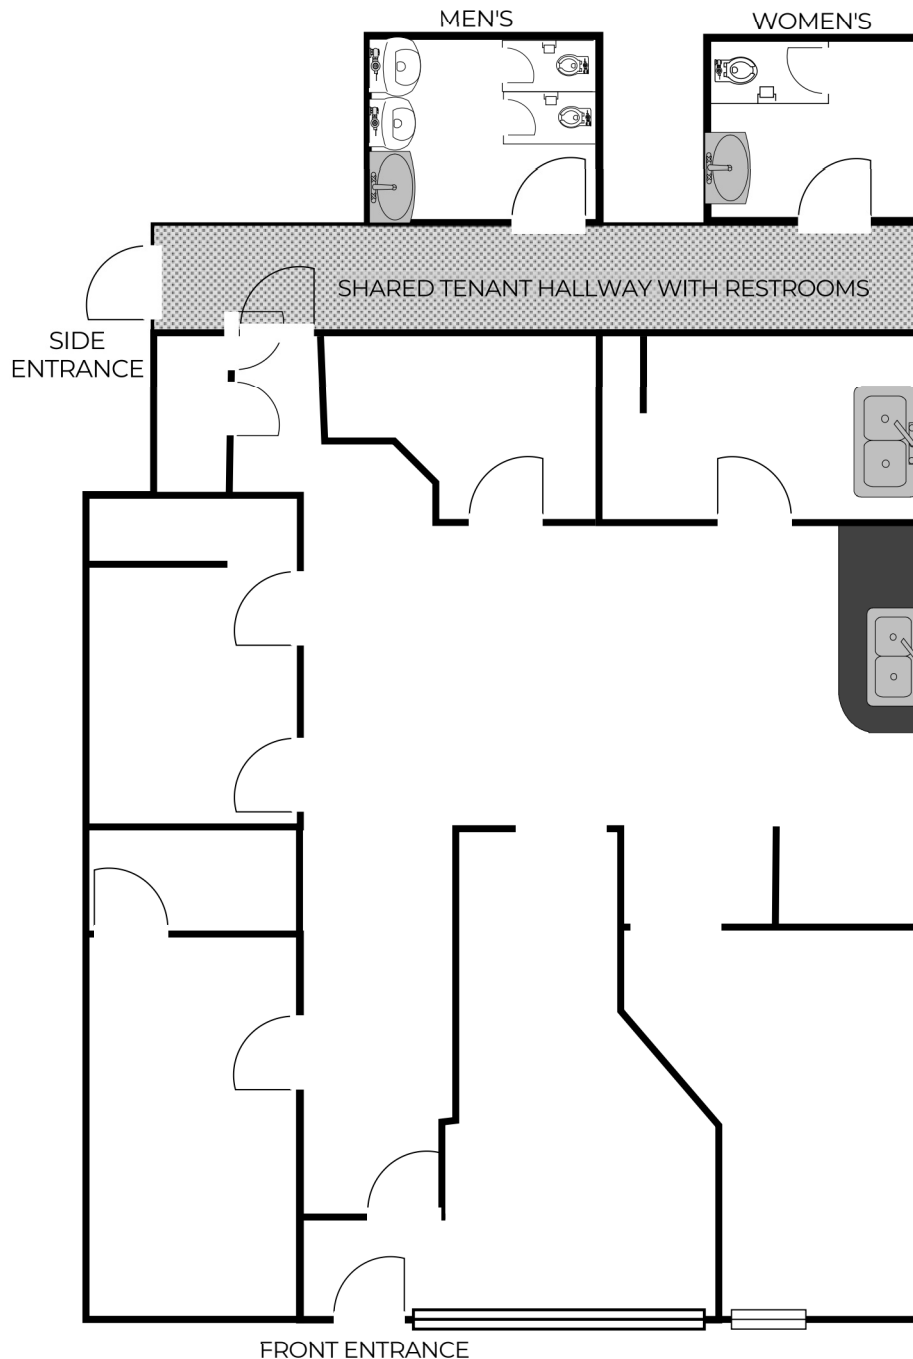 MEN'S
WOMEN'S
SHARED TENANT HALLWAY WITH RESTROOMS
SIDE
ENTRANCE
FRONT ENTRANCE